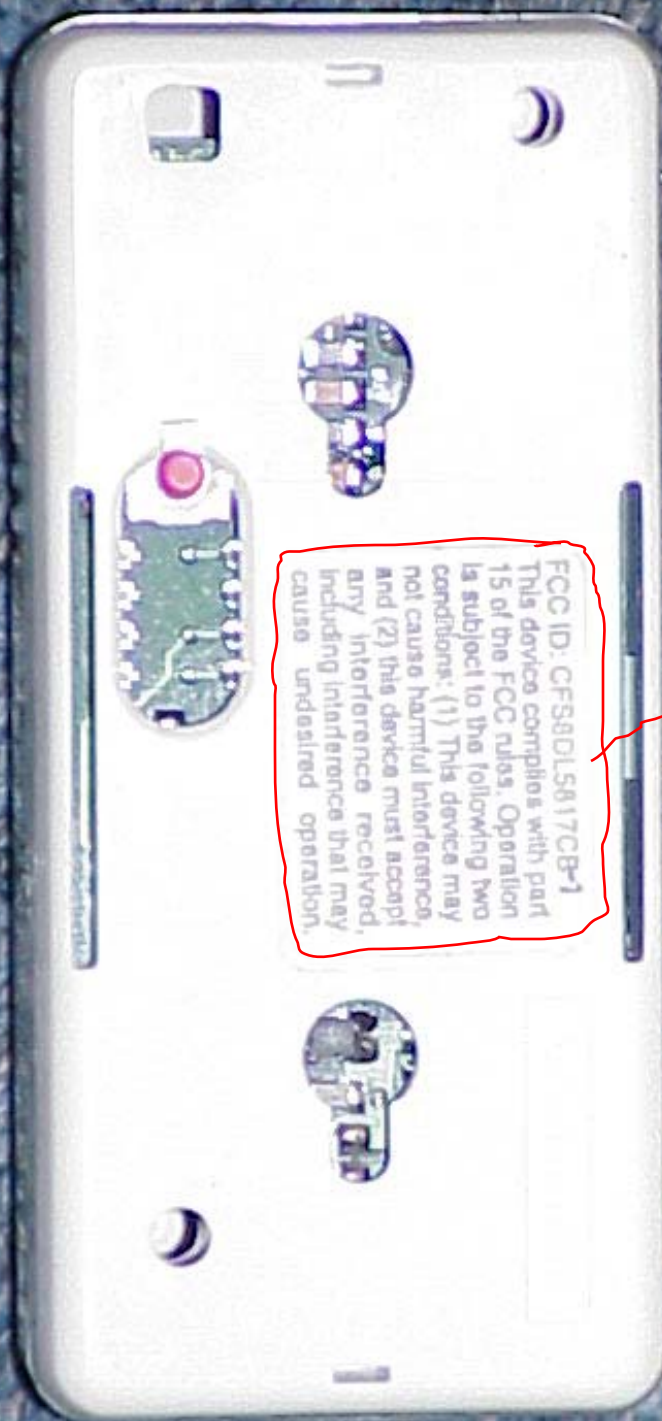 FCC ID: CFS8DL5817CB-1
This device complies with part
15 of the FCC rules. Operation
is subject to the following two
conditions: (1) This device may
not cause harmful interference,
and (2) this device must accept
any interference received,
including interference that may
cause undesired operation.